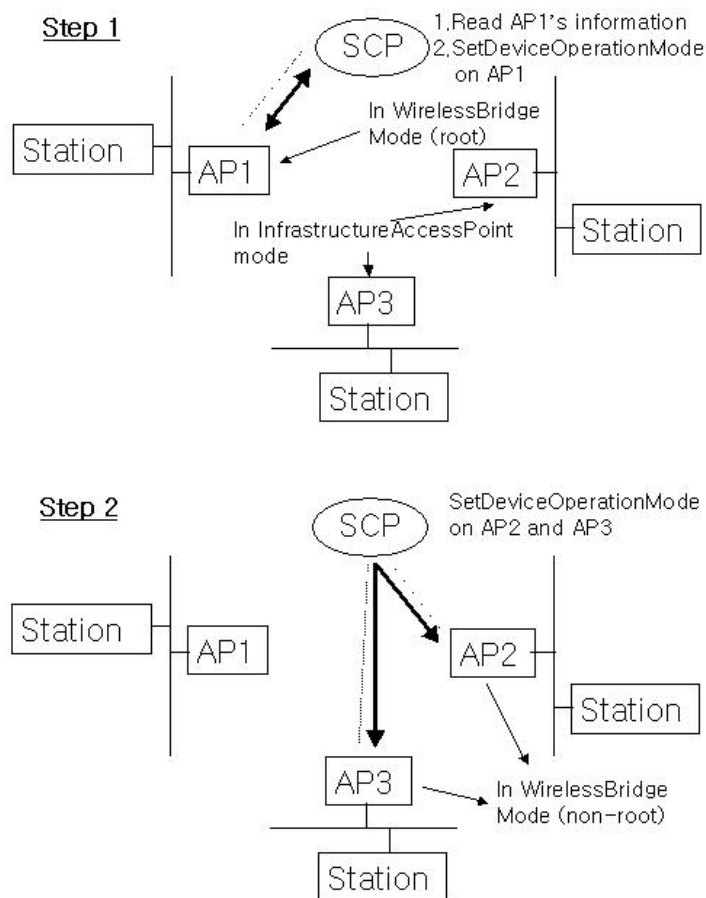 Step 1
SCP
1,Read AP1's information
2,SetDeviceOperationMode
on AP1
In WirelessBridge
Mode (root)
Station
AP1
AP2
In InfrastructureAccessPoint
mode
Station
AP3
Station
Step 2
SCP
SetDeviceOperationMode
on AP2 and AP3
Station
AP1
AP2
Station
AP3
In WirelessBridge
Mode (non-root)
Station